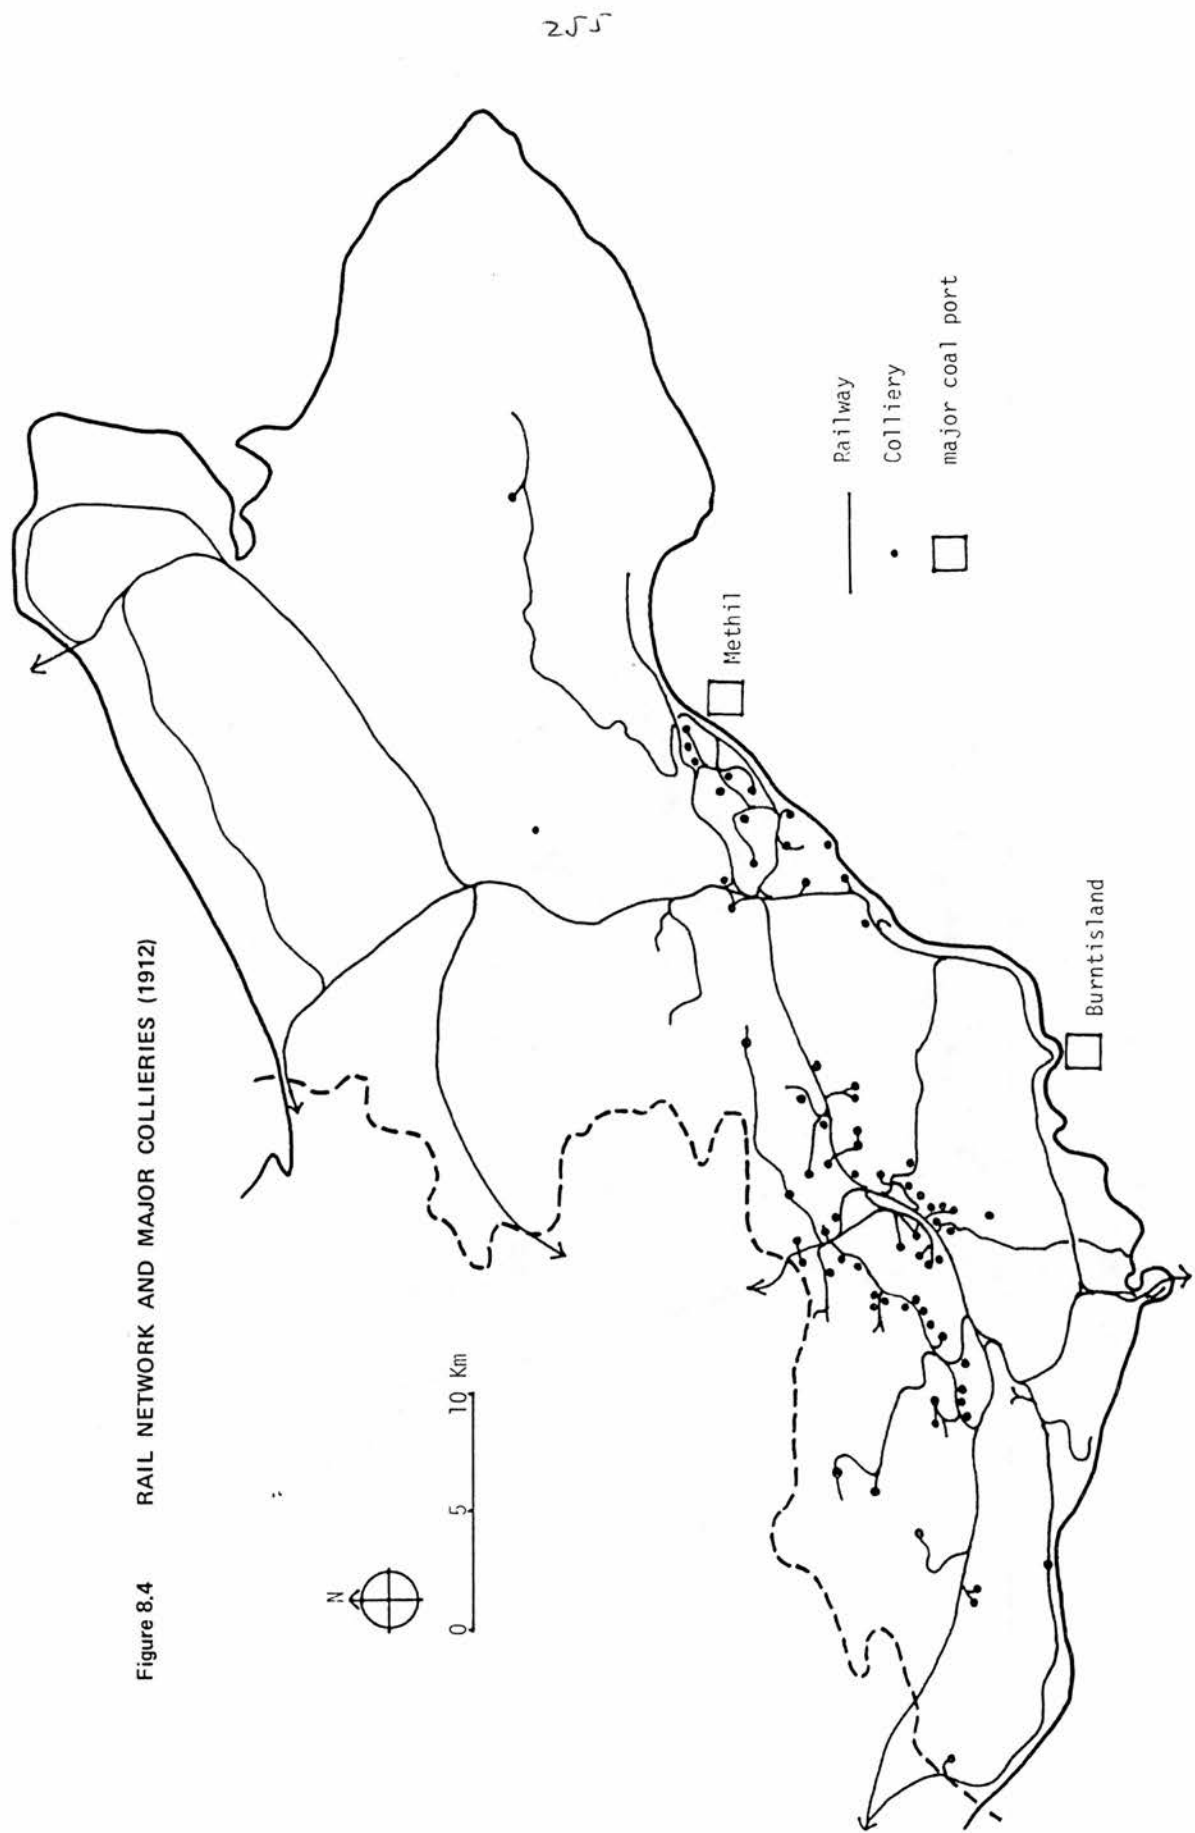 255
Figure 8.4 RAIL NETWORK AND MAJOR COLLIERIES (1912)
N
0 5 10 Km
Methil
Burntisland
Railway
Colliery
major coal port